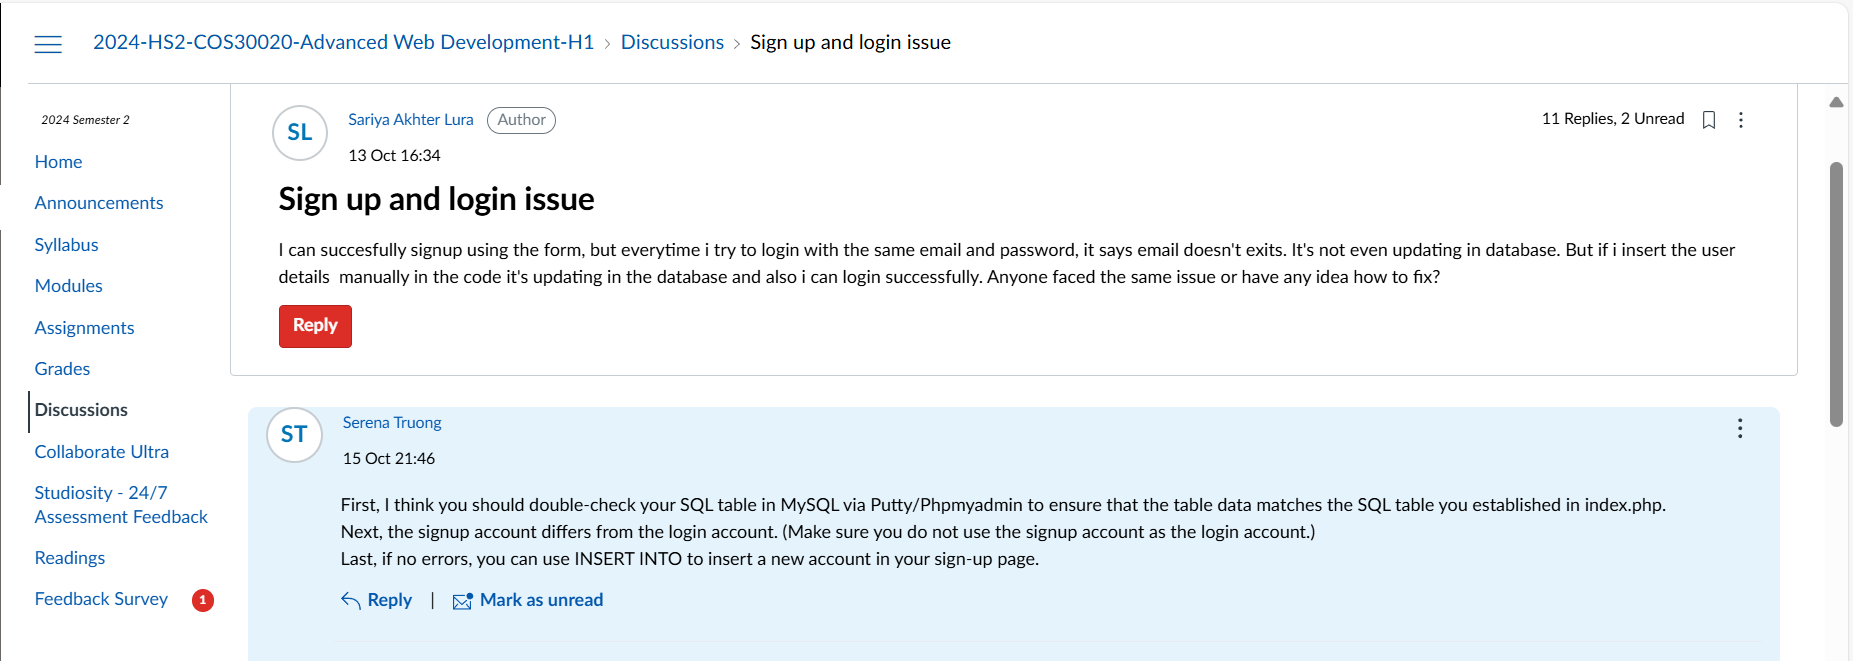 2024-HS2-COS30020-Advanced Web Development-H1 › Discussions › Sign up and login issue
2024 Semester 2
Home
Announcements
Syllabus
Modules
Assignments
Grades
Discussions
Collaborate Ultra
Studiosity - 24/7
Assessment Feedback
Readings
Feedback Survey 1
SL
Sariya Akhter Lura Author
13 Oct 16:34
11 Replies, 2 Unread
Sign up and login issue
I can succesfully signup using the form, but everytime i try to login with the same email and password, it says email doesn't exits. It's not even updating in database. But if i insert the user
details  manually in the code it's updating in the database and also i can login successfully. Anyone faced the same issue or have any idea how to fix?
Reply
ST
Serena Truong
15 Oct 21:46
First, I think you should double-check your SQL table in MySQL via Putty/Phpmyadmin to ensure that the table data matches the SQL table you established in index.php.
Next, the signup account differs from the login account. (Make sure you do not use the signup account as the login account.)
Last, if no errors, you can use INSERT INTO to insert a new account in your sign-up page.
Reply | Mark as unread